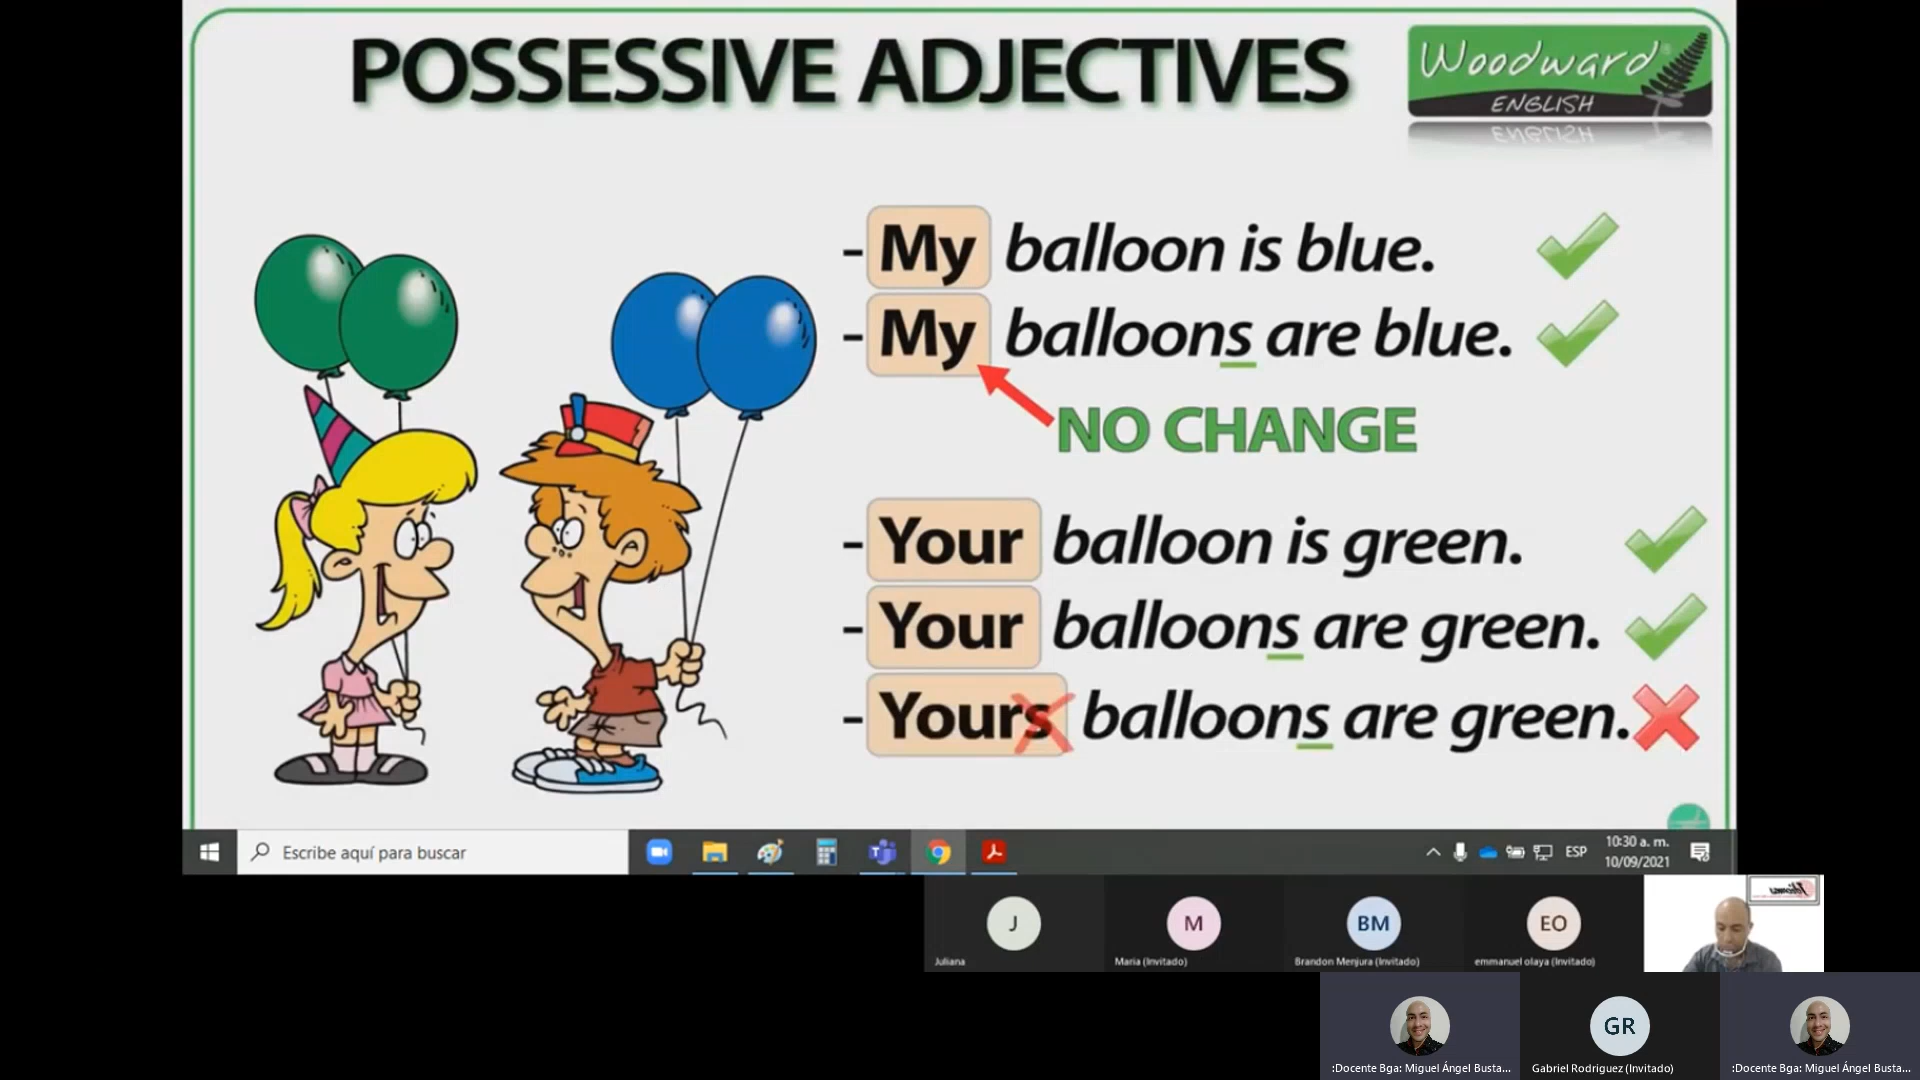 POSSESSIVE ADJECTIVES
Woodward®
ENGLISH
- My balloon is blue.
- My balloons are blue.
NO CHANGE
- Your balloon is green.
- Your balloons are green.
- Yours balloons are green.
Escribe aquí para buscar
ESP
10:30 a. m.
10/09/2021
J
M
BM
EO
Juliana
Maria (Invitado)
Brandon Menjura (Invitado)
emmanuel olaya (Invitado)
GR
:Docente Bga: Miguel Ángel Busta...
Gabriel Rodriguez (Invitado)
:Docente Bga: Miguel Ángel Busta...